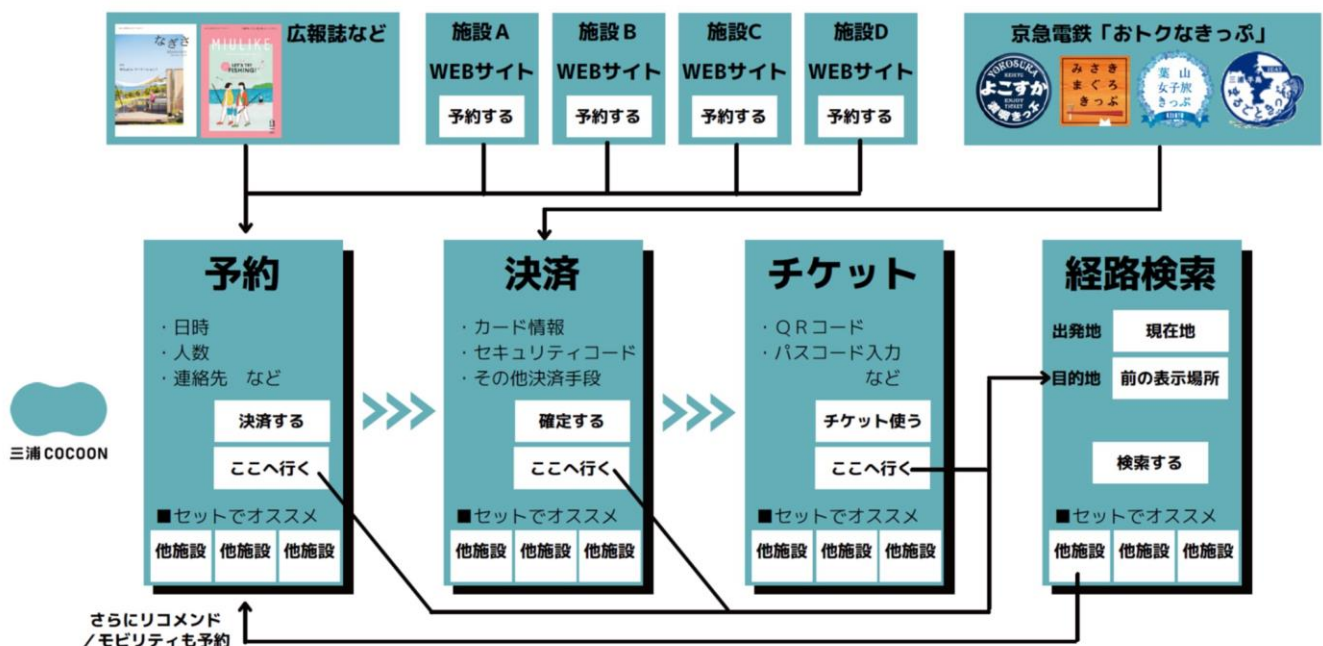 なぎさ
MIULIKE
LET'S TRY
FISHING!
広報誌など
施設A
WEBサイト
予約する
施設B
WEBサイト
予約する
施設C
WEBサイト
予約する
施設D
WEBサイト
予約する
京急電鉄「おトクなきっぷ」
YOKOSUKA
よこすか
ENJOY
TICKET
みさき
まぐろ
きっぷ
葉山
女子旅
きっぷ
三浦COCOON
予約
・日時
・人数
・連絡先 など
決済する
ここへ行く
■セットでオススメ
他施設 他施設 他施設
決済
・カード情報
・セキュリティコード
・その他決済手段
確定する
ここへ行く
■セットでオススメ
他施設 他施設 他施設
チケット
・QRコード
・パスコード入力
など
チケット使う
ここへ行く
■セットでオススメ
他施設 他施設 他施設
経路検索
出発地 現在地
目的地 前の表示場所
検索する
■セットでオススメ
他施設 他施設 他施設
さらにリコメンド
/モビリティも予約